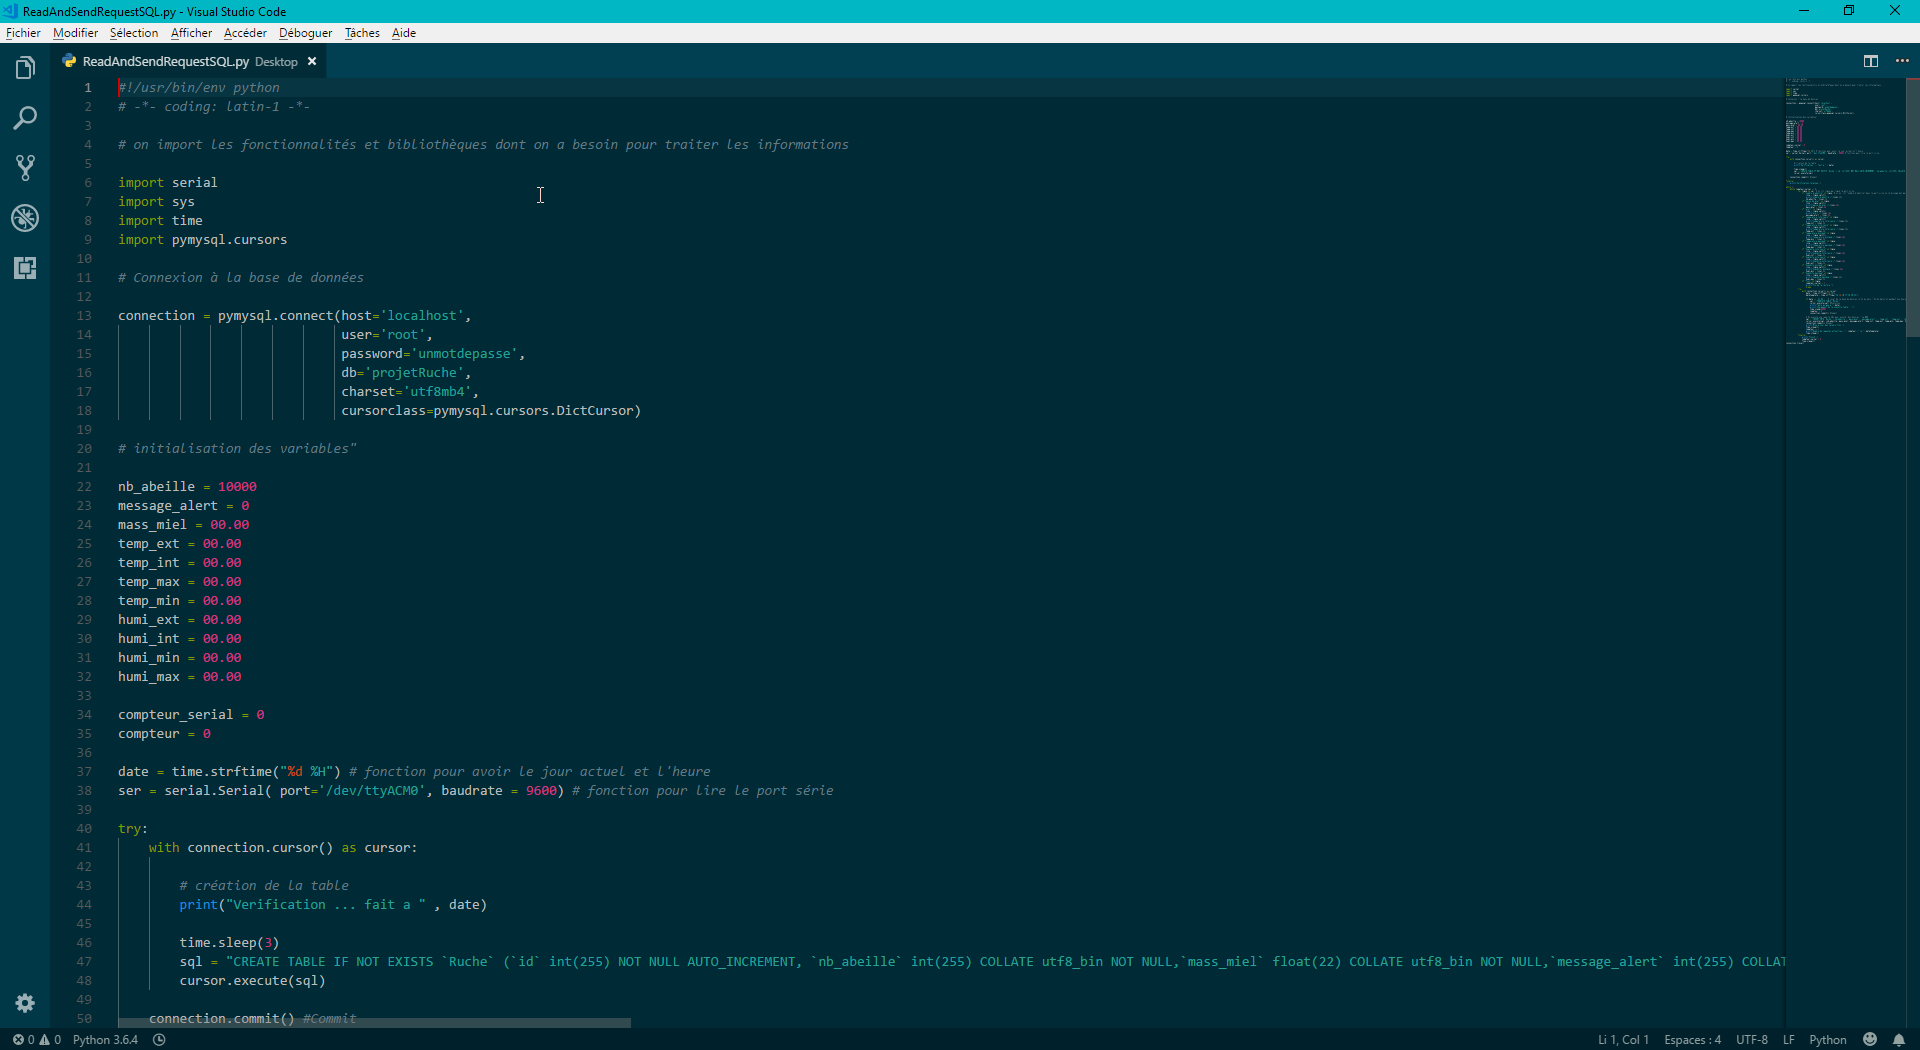 ReadAndSendRequestSQL.py - Visual Studio Code
Fichier Modifier Sélection Afficher Accéder Déboguer Tâches Aide
ReadAndSendRequestSQL.py Desktop
1 #!/usr/bin/env python
2 # -*- coding: latin-1 -*-
3
4 # on import les fonctionnalités et bibliothèques dont on a besoin pour traiter les informations
5
6 import serial
7 import sys
8 import time
9 import pymysql.cursors
10
11 # Connexion à la base de données
12
13 connection = pymysql.connect(host='localhost',
14 user='root',
15 password='unmotdepasse',
16 db='projetRuche',
17 charset='utf8mb4',
18 cursorclass=pymysql.cursors.DictCursor)
19
20 # initialisation des variables"
21
22 nb_abeille = 10000
23 message_alert = 0
24 mass_miel = 00.00
25 temp_ext = 00.00
26 temp_int = 00.00
27 temp_max = 00.00
28 temp_min = 00.00
29 humi_ext = 00.00
30 humi_int = 00.00
31 humi_min = 00.00
32 humi_max = 00.00
33
34 compteur_serial = 0
35 compteur = 0
36
37 date = time.strftime("%d %H") # fonction pour avoir le jour actuel et l'heure
38 ser = serial.Serial( port='/dev/ttyACM0', baudrate = 9600) # fonction pour lire le port série
39
40 try:
41 with connection.cursor() as cursor:
42
43 # création de la table
44 print("Verification ... fait a " , date)
45
46 time.sleep(3)
47 sql = "CREATE TABLE IF NOT EXISTS `Ruche` (`id` int(255) NOT NULL AUTO_INCREMENT, `nb_abeille` int(255) COLLATE utf8_bin NOT NULL,`mass_miel` float(22) COLLATE utf8_bin NOT NULL,`message_alert` int(255) COLLAT
48 cursor.execute(sql)
49
50 connection.commit() #Commit
0 0 Python 3.6.4 Li 1, Col 1 Espaces : 4 UTF-8 LF Python